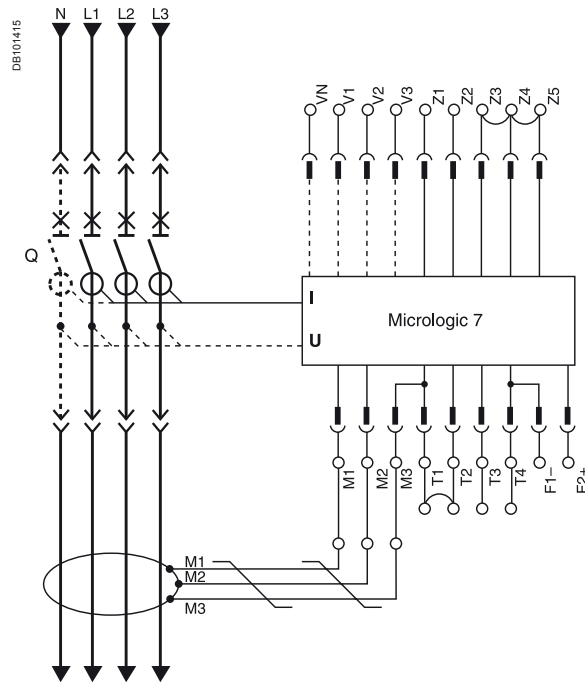 DB101415
N L1 L2 L3
VN V1 V2 V3 Z1 Z2 Z3 Z4 Z5
Q
I
Micrologic 7
U
M1 M2 M3 T1 T2 T3 T4 F1– F2+
M1
M2
M3